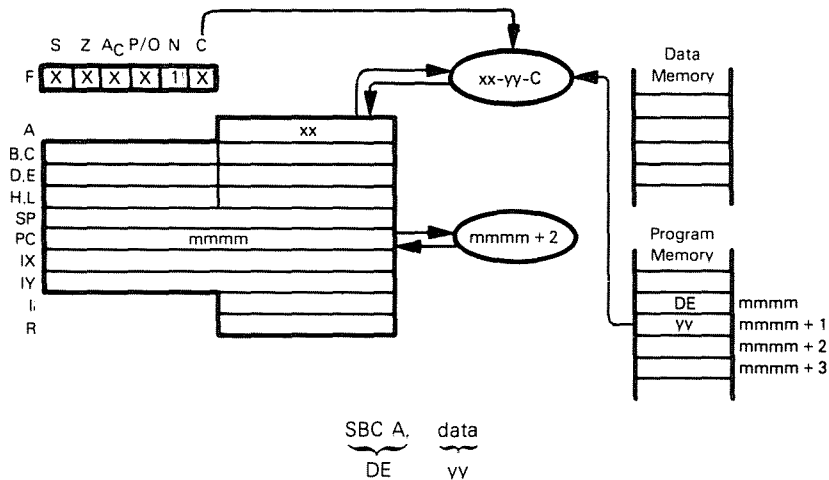 S Z AC P/O N C
F X X X X 1 X
xx-yy-C
Data
Memory
A xx
B,C
D,E
H,L
SP
PC mmmm
mmmm + 2
IX
IY
I
R
Program
Memory
DE mmmm
yy mmmm + 1
mmmm + 2
mmmm + 3
SBC A, data
DE yy